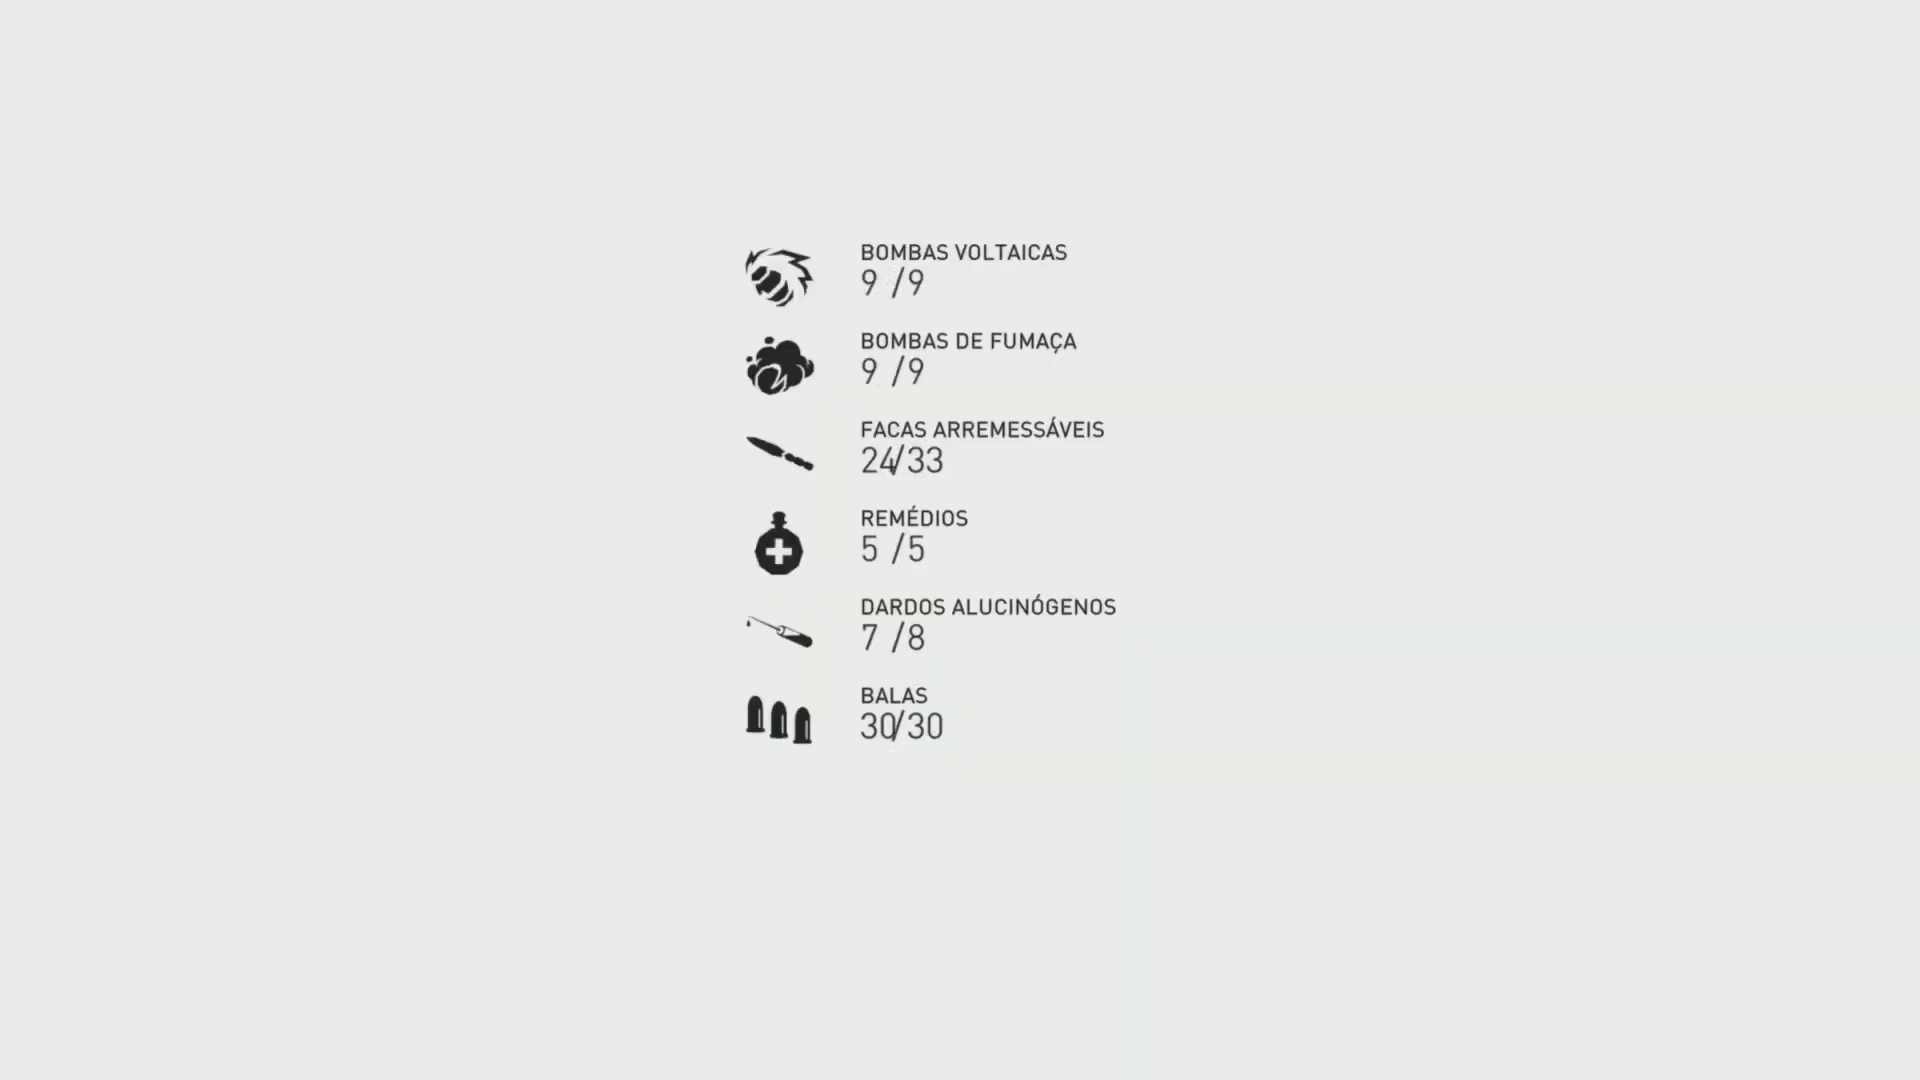 BOMBAS VOLTAICAS
9 /9
BOMBAS DE FUMAÇA
9 /9
FACAS ARREMESSÁVEIS
24/33
REMÉDIOS
5 /5
DARDOS ALUCINÓGENOS
7 /8
BALAS
30/30